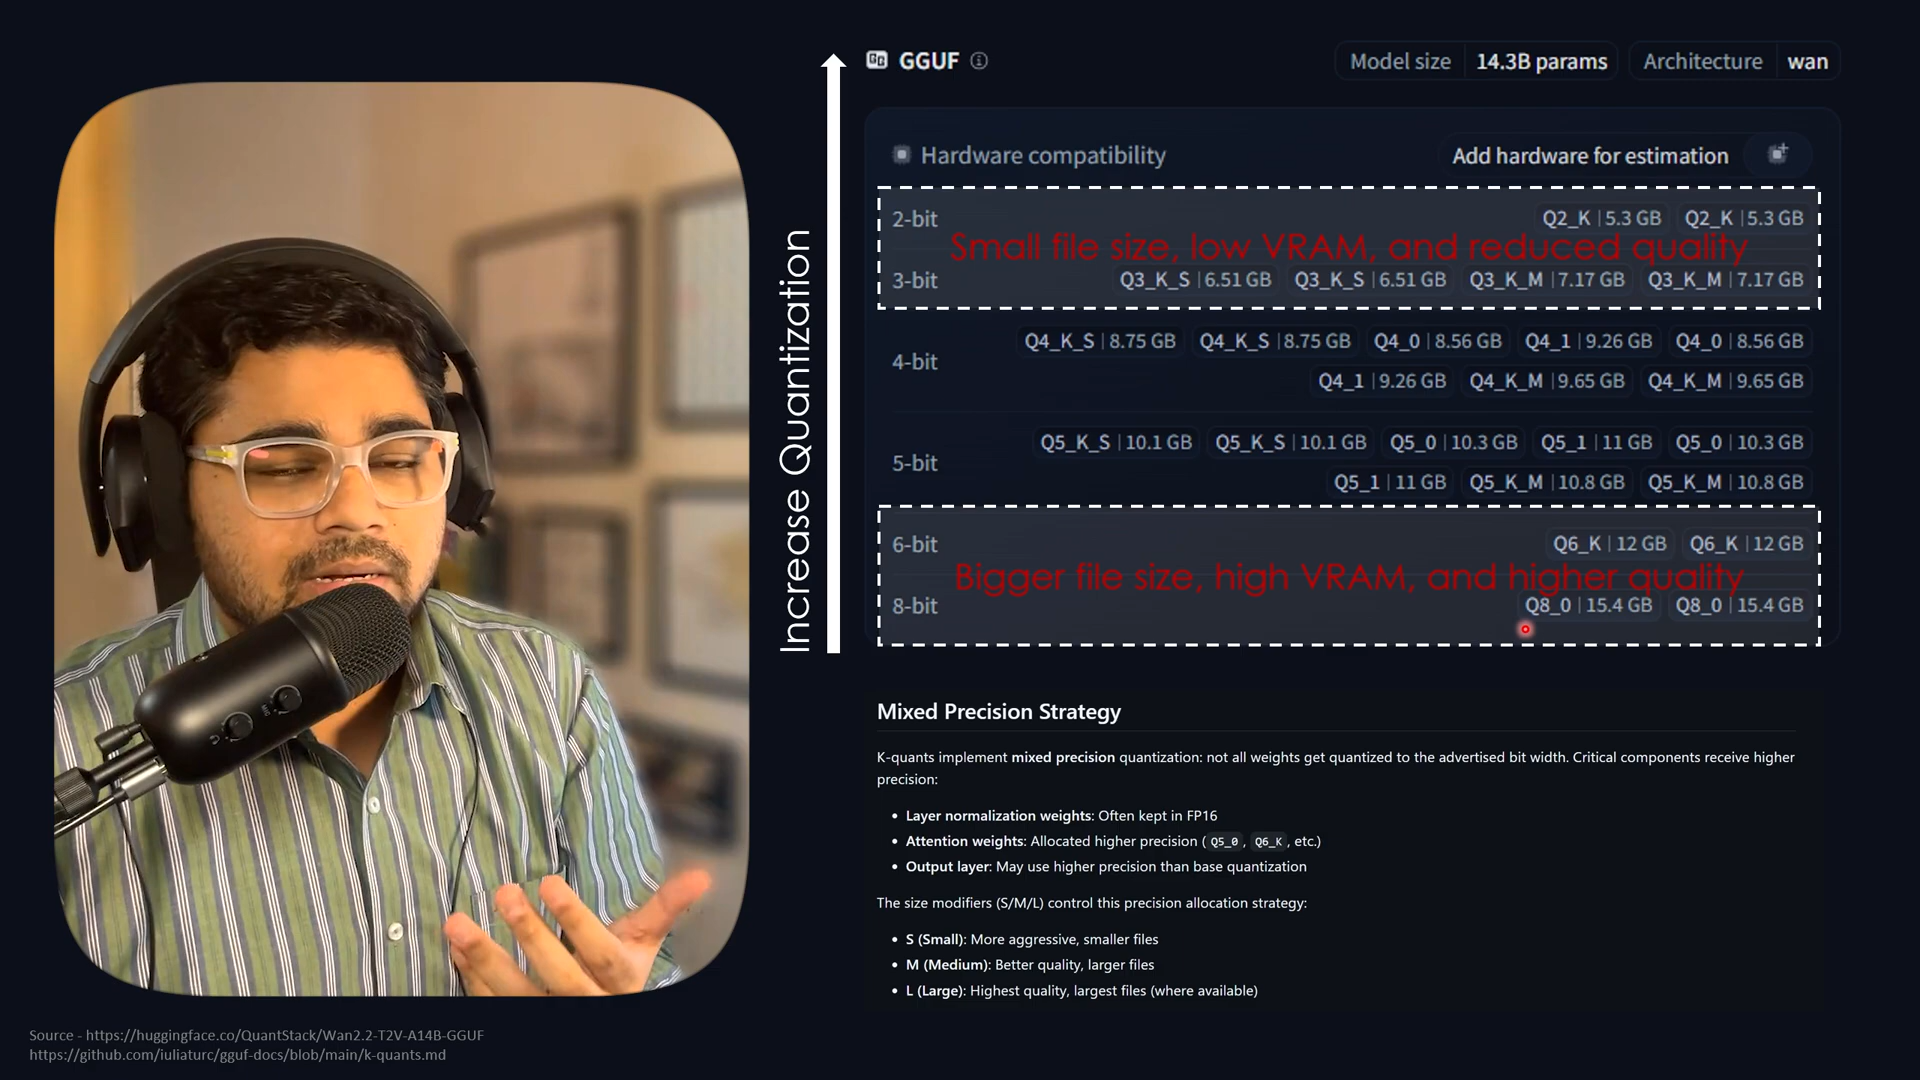 GGUF
Model size 14.3B params Architecture wan
Hardware compatibility Add hardware for estimation
2-bit Q2_K | 5.3 GB Q2_K | 5.3 GB
Small file size, low VRAM, and reduced quality
3-bit Q3_K_S | 6.51 GB Q3_K_S | 6.51 GB Q3_K_M | 7.17 GB Q3_K_M | 7.17 GB
4-bit Q4_K_S | 8.75 GB Q4_K_S | 8.75 GB Q4_0 | 8.56 GB Q4_1 | 9.26 GB Q4_0 | 8.56 GB
Q4_1 | 9.26 GB Q4_K_M | 9.65 GB Q4_K_M | 9.65 GB
5-bit Q5_K_S | 10.1 GB Q5_K_S | 10.1 GB Q5_0 | 10.3 GB Q5_1 | 11 GB Q5_0 | 10.3 GB
Q5_1 | 11 GB Q5_K_M | 10.8 GB Q5_K_M | 10.8 GB
6-bit Q6_K | 12 GB Q6_K | 12 GB
Bigger file size, high VRAM, and higher quality
8-bit Q8_0 | 15.4 GB Q8_0 | 15.4 GB
Increase Quantization
Mixed Precision Strategy
K-quants implement mixed precision quantization: not all weights get quantized to the advertised bit width. Critical components receive higher
precision:
• Layer normalization weights: Often kept in FP16
• Attention weights: Allocated higher precision ( Q5_0 , Q6_K , etc.)
• Output layer: May use higher precision than base quantization
The size modifiers (S/M/L) control this precision allocation strategy:
• S (Small): More aggressive, smaller files
• M (Medium): Better quality, larger files
• L (Large): Highest quality, largest files (where available)
Source - https://huggingface.co/QuantStack/Wan2.2-T2V-A14B-GGUF
https://github.com/iuliaturc/gguf-docs/blob/main/k-quants.md